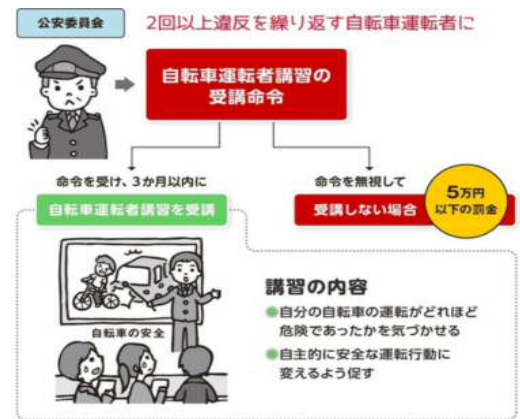 公安委員会
2回以上違反を繰り返す自転車運転者に
自転車運転者講習の
受講命令
命令を受け、3か月以内に
自転車運転者講習を受講
命令を無視して
受講しない場合
5万円
以下の罰金
自転車の安全
講習の内容
自分の自転車の運転がどれほど
危険であったかを気づかせる
自主的に安全な運転行動に
変えるよう促す